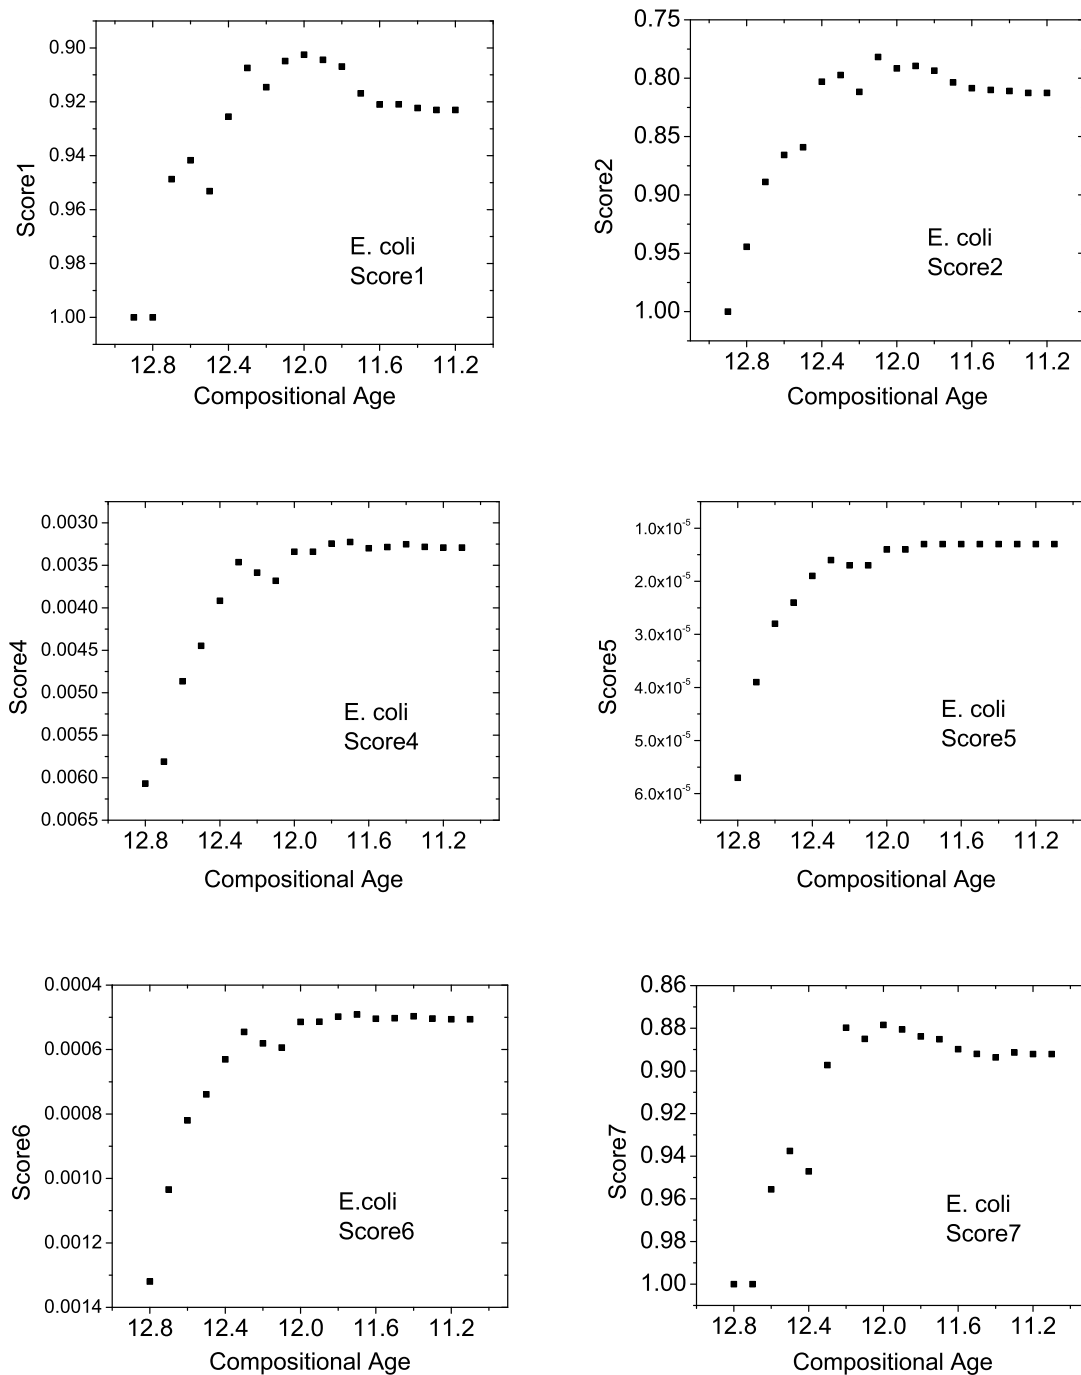 0.90
0.92
0.94
0.96
0.98
1.00
Score1
E. coli
Score1
12.8 12.4 12.0 11.6 11.2
Compositional Age
0.75
0.80
0.85
0.90
0.95
1.00
Score2
E. coli
Score2
12.8 12.4 12.0 11.6 11.2
Compositional Age
0.0030
0.0035
0.0040
0.0045
0.0050
0.0055
0.0060
0.0065
Score4
E. coli
Score4
12.8 12.4 12.0 11.6 11.2
Compositional Age
1.0x10⁻⁵
2.0x10⁻⁵
3.0x10⁻⁵
4.0x10⁻⁵
5.0x10⁻⁵
6.0x10⁻⁵
Score5
E. coli
Score5
12.8 12.4 12.0 11.6 11.2
Compositional Age
0.0004
0.0006
0.0008
0.0010
0.0012
0.0014
Score6
E.coli
Score6
12.8 12.4 12.0 11.6 11.2
Compositional Age
0.86
0.88
0.90
0.92
0.94
0.96
0.98
1.00
Score7
E. coli
Score7
12.8 12.4 12.0 11.6 11.2
Compositional Age